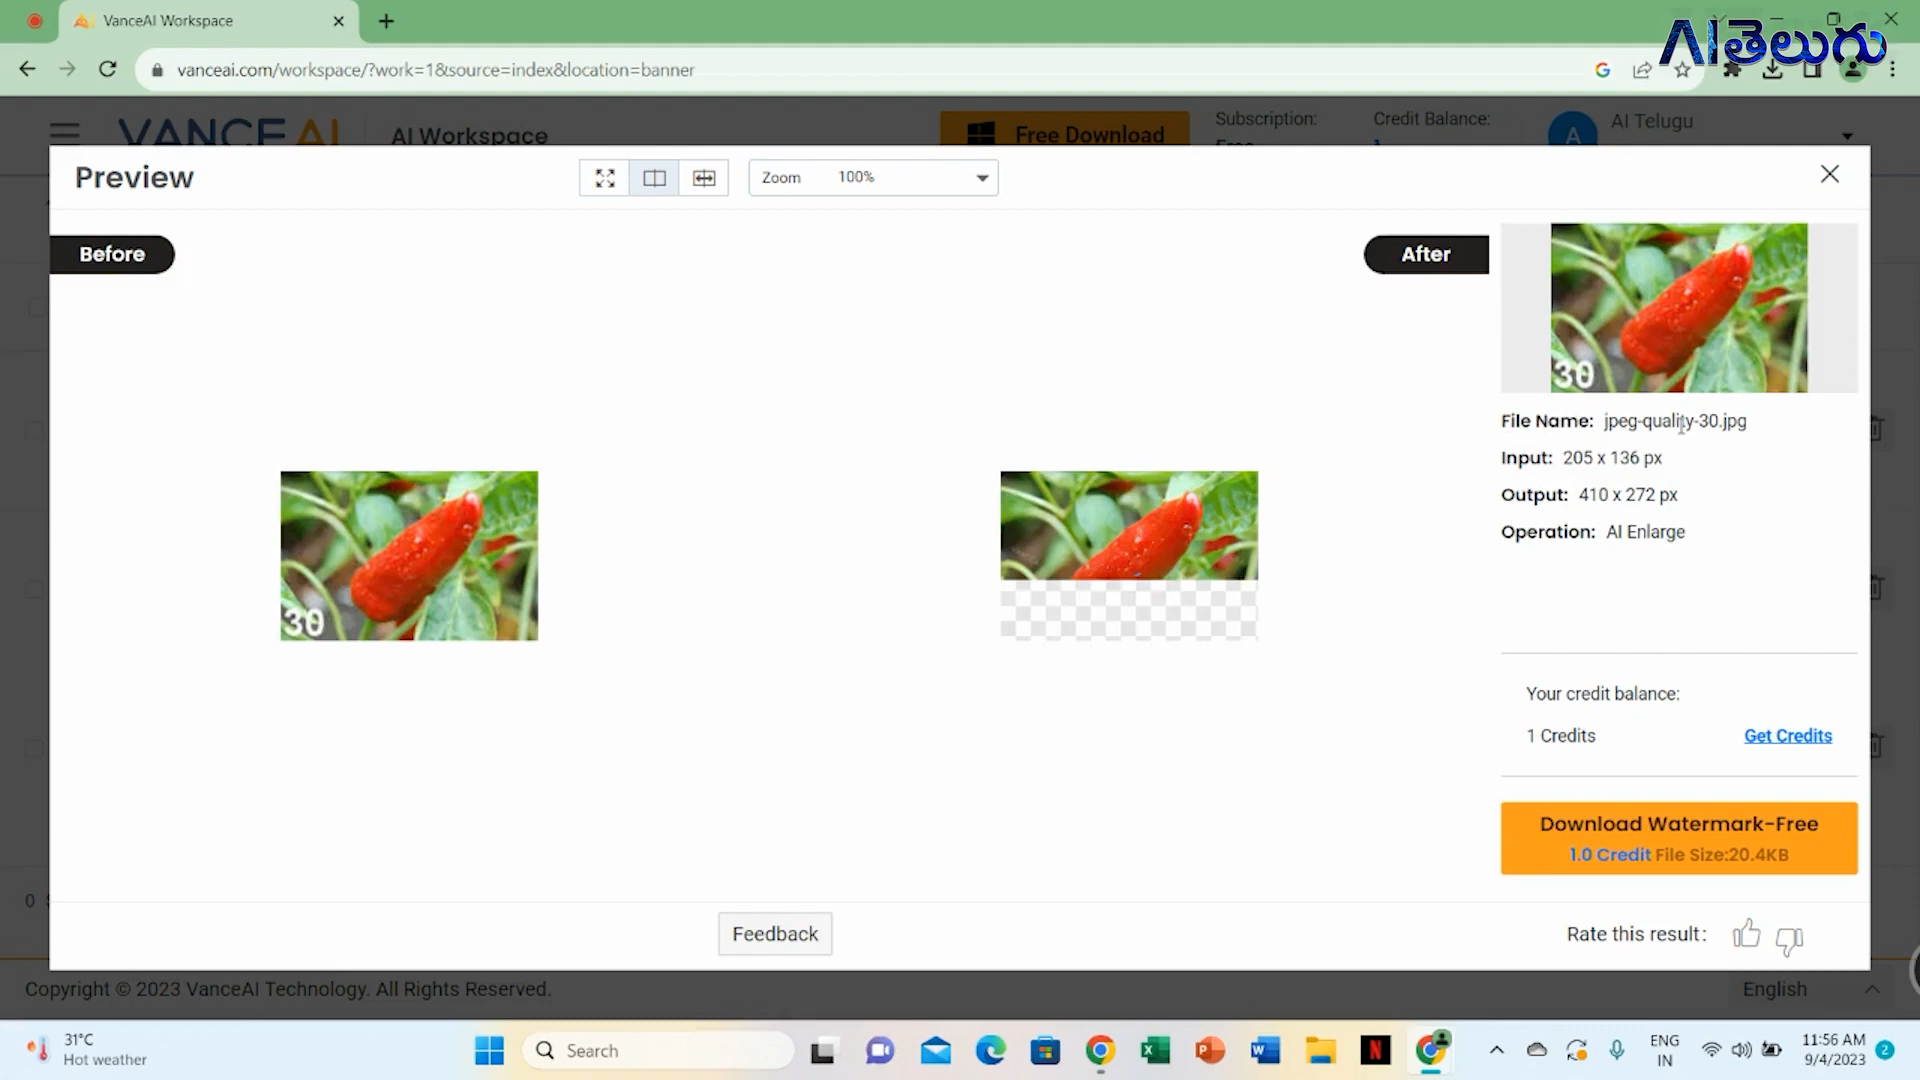 VanceAI Workspace
AIతెలుగు
vanceai.com/workspace/?work=1&source=index&location=banner
VANCE AI
AI Workspace
Free Download
Subscription:
Credit Balance:
A
AI Telugu
Preview
Zoom 100%
Before
After
30
30
30
File Name: jpeg-quality-30.jpg
Input: 205 x 136 px
Output: 410 x 272 px
Operation: AI Enlarge
Your credit balance:
1 Credits
Get Credits
Download Watermark-Free
1.0 Credit File Size:20.4KB
0
Feedback
Rate this result:
Copyright © 2023 VanceAI Technology. All Rights Reserved.
English
31°C
Hot weather
Search
ENG
IN
11:56 AM
9/4/2023
2